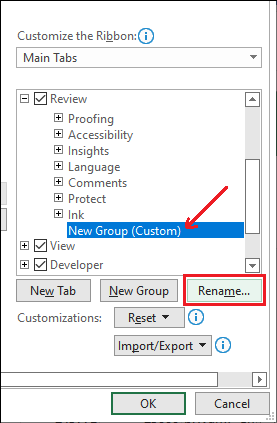 Customize the Ribbon:
Main Tabs
Review
Proofing
Accessibility
Insights
Language
Comments
Protect
Ink
New Group (Custom)
View
Developer
New Tab New Group Rename...
Customizations: Reset
Import/Export
OK Cancel